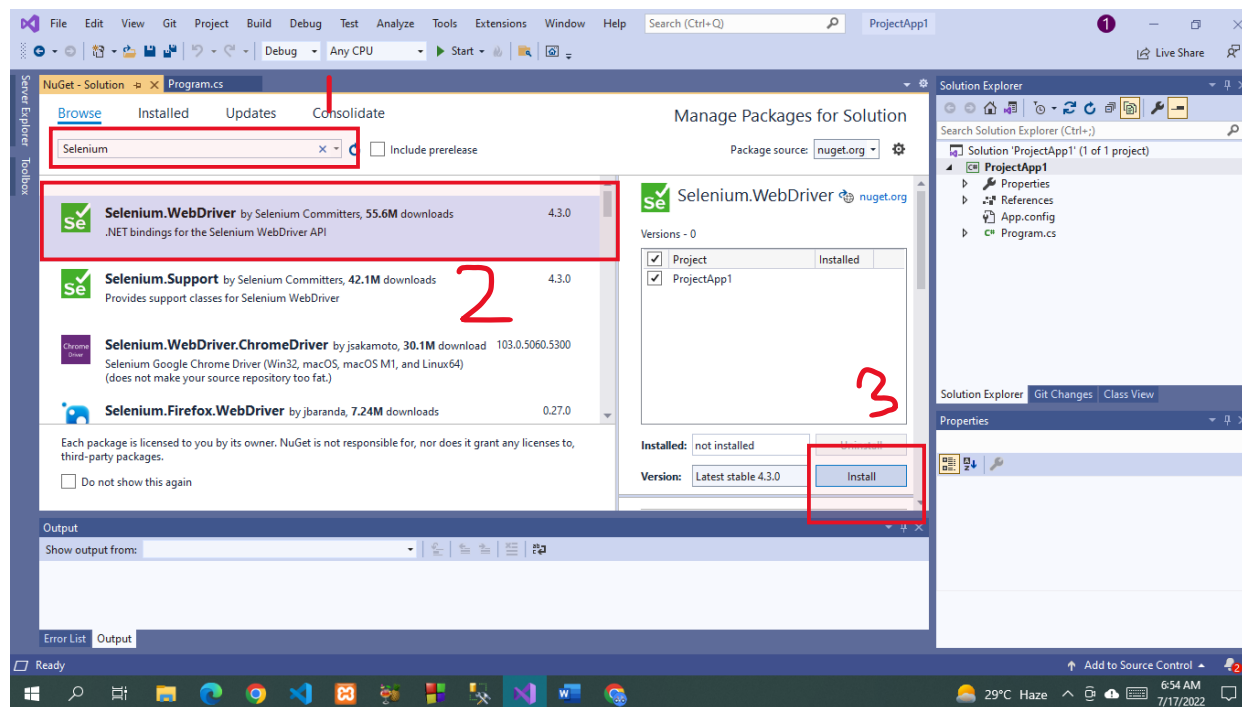 File Edit View Git Project Build Debug Test Analyze Tools Extensions Window Help Search (Ctrl+Q) ProjectApp1 1
Debug Any CPU Start Live Share
Server Explorer
Toolbox
NuGet - Solution Program.cs
Browse Installed Updates Consolidate
Manage Packages for Solution
1
Selenium
Include prerelease
Package source: nuget.org
Se
Selenium.WebDriver by Selenium Committers, 55.6M downloads 4.3.0
.NET bindings for the Selenium WebDriver API
Se
Selenium.Support by Selenium Committers, 42.1M downloads 4.3.0
Provides support classes for Selenium WebDriver
2
Chrome
Driver
Selenium.WebDriver.ChromeDriver by jsakamoto, 30.1M download 103.0.5060.5300
Selenium Google Chrome Driver (Win32, macOS, macOS M1, and Linux64)
(does not make your source repository too fat.)
Selenium.Firefox.WebDriver by jbaranda, 7.24M downloads 0.27.0
Each package is licensed to you by its owner. NuGet is not responsible for, nor does it grant any licenses to,
third-party packages.
Do not show this again
Se
Selenium.WebDriver nuget.org
Versions - 0
Project Installed
ProjectApp1
3
Installed: not installed Uninstall
Version: Latest stable 4.3.0 Install
Solution Explorer
Search Solution Explorer (Ctrl+;)
Solution 'ProjectApp1' (1 of 1 project)
C# ProjectApp1
Properties
References
App.config
C# Program.cs
Solution Explorer Git Changes Class View
Properties
Output
Show output from:
Error List Output
Ready Add to Source Control 2
29°C Haze 6:54 AM
7/17/2022